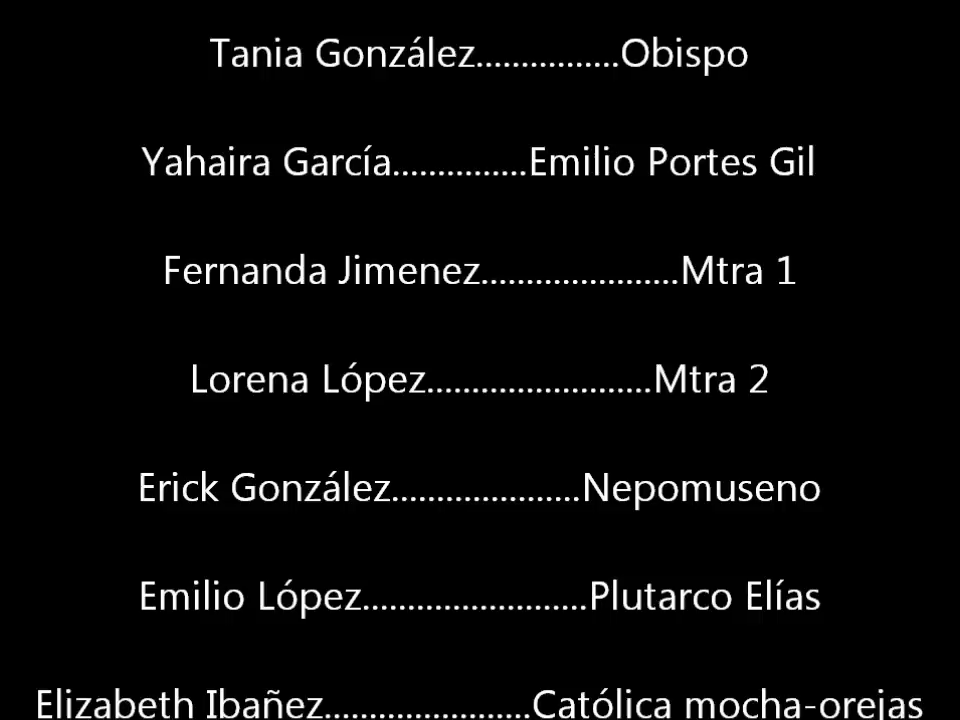 Tania González................Obispo
Yahaira García...............Emilio Portes Gil
Fernanda Jimenez......................Mtra 1
Lorena López.........................Mtra 2
Erick González.....................Nepomuseno
Emilio López.........................Plutarco Elías
Elizabeth Ibañez.......................Católica mocha-orejas